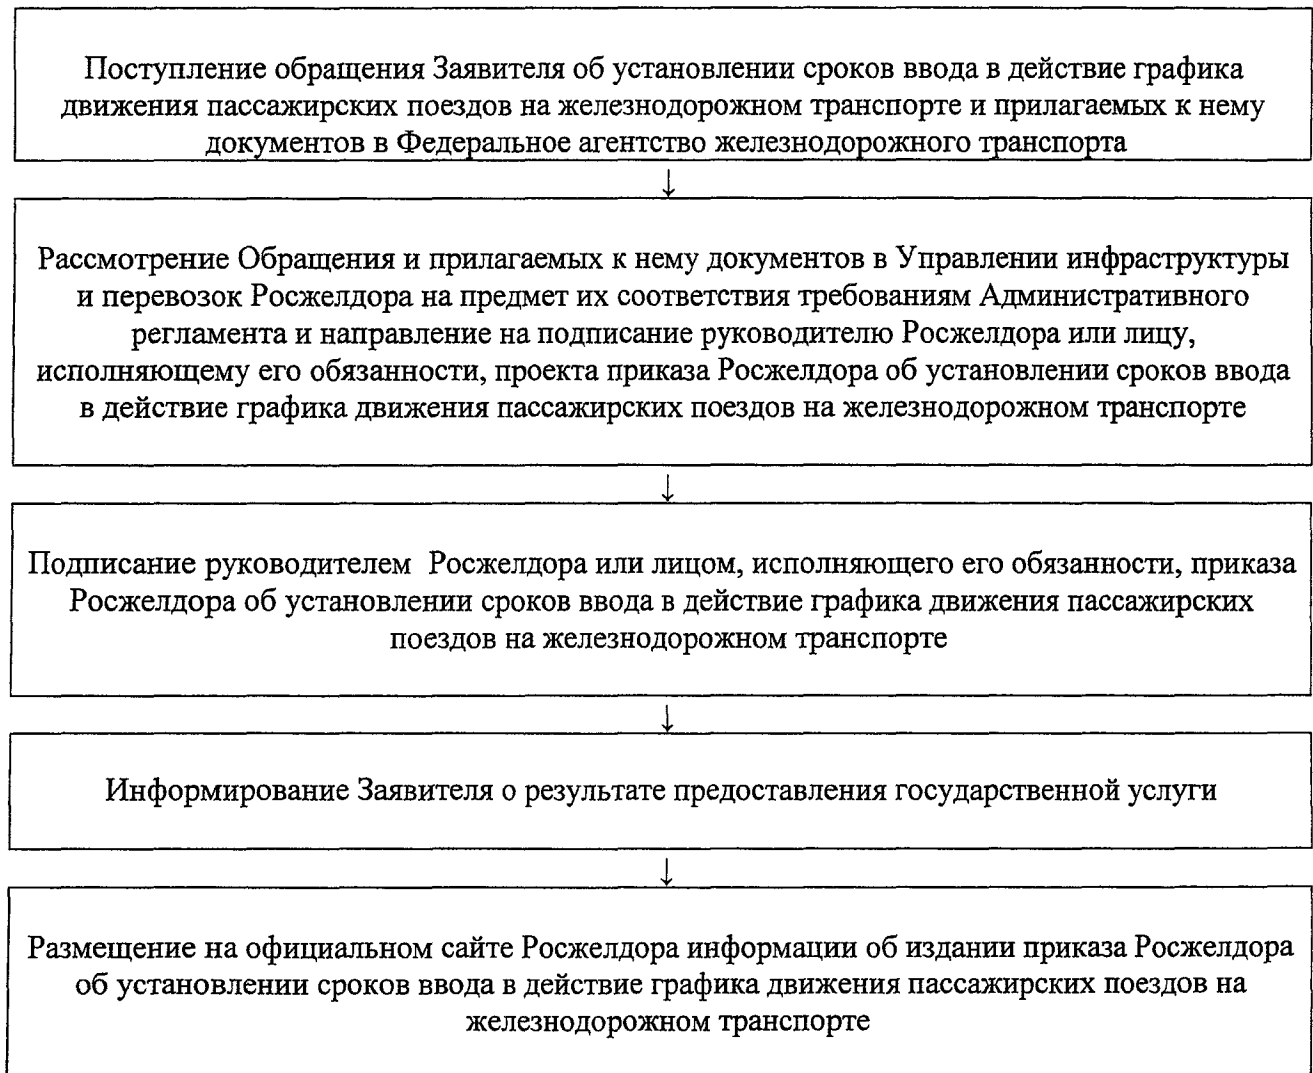 Поступление обращения Заявителя об установлении сроков ввода в действие графика
движения пассажирских поездов на железнодорожном транспорте и прилагаемых к нему
документов в Федеральное агентство железнодорожного транспорта
↓
Рассмотрение Обращения и прилагаемых к нему документов в Управлении инфраструктуры
и перевозок Росжелдора на предмет их соответствия требованиям Административного
регламента и направление на подписание руководителю Росжелдора или лицу,
исполняющему его обязанности, проекта приказа Росжелдора об установлении сроков ввода
в действие графика движения пассажирских поездов на железнодорожном транспорте
↓
Подписание руководителем Росжелдора или лицом, исполняющего его обязанности, приказа
Росжелдора об установлении сроков ввода в действие графика движения пассажирских
поездов на железнодорожном транспорте
↓
Информирование Заявителя о результате предоставления государственной услуги
↓
Размещение на официальном сайте Росжелдора информации об издании приказа Росжелдора
об установлении сроков ввода в действие графика движения пассажирских поездов на
железнодорожном транспорте